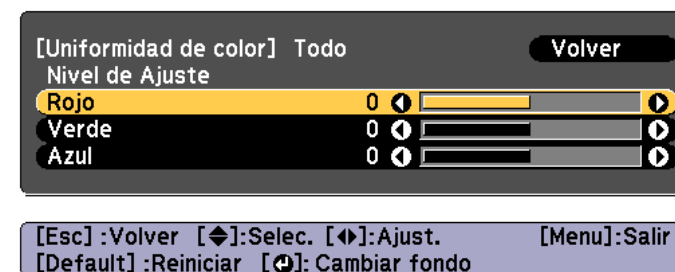 [Uniformidad de color] Todo Volver
Nivel de Ajuste
Rojo 0
Verde 0
Azul 0
[Esc] :Volver [◆]:Selec. [◂▸]:Ajust. [Menu]:Salir
[Default] :Reiniciar [↵]: Cambiar fondo